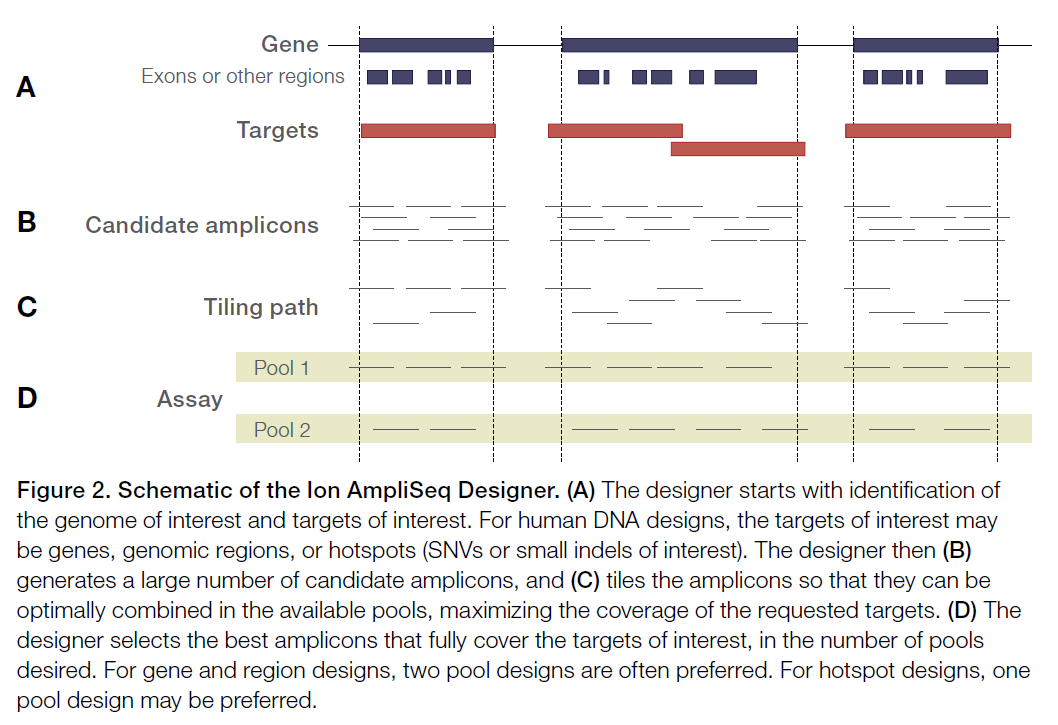 Gene
Exons or other regions
A
Targets
B
Candidate amplicons
C
Tiling path
Pool 1
D
Assay
Pool 2
Figure 2. Schematic of the Ion AmpliSeq Designer. (A) The designer starts with identification of
the genome of interest and targets of interest. For human DNA designs, the targets of interest may
be genes, genomic regions, or hotspots (SNVs or small indels of interest). The designer then (B)
generates a large number of candidate amplicons, and (C) tiles the amplicons so that they can be
optimally combined in the available pools, maximizing the coverage of the requested targets. (D) The
designer selects the best amplicons that fully cover the targets of interest, in the number of pools
desired. For gene and region designs, two pool designs are often preferred. For hotspot designs, one
pool design may be preferred.